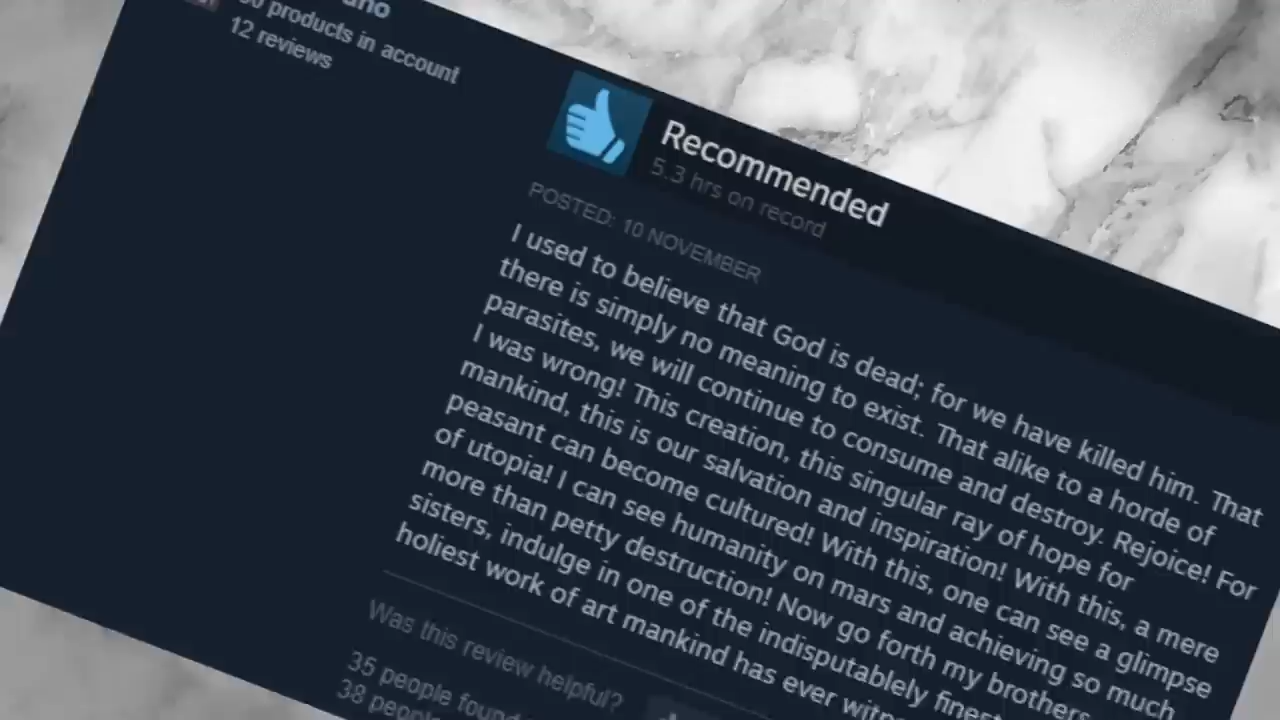 products in account
12 reviews
Recommended
5.3 hrs on record
POSTED: 10 NOVEMBER
I used to believe that God is dead; for we have killed him. That
there is simply no meaning to exist. That alike to a horde of
parasites, we will continue to consume and destroy. Rejoice! For
I was wrong! This creation, this singular ray of hope for
mankind, this is our salvation and inspiration! With this, a mere
peasant can become cultured! With this, one can see a glimpse
of utopia! I can see humanity on mars and achieving so much
more than petty destruction! Now go forth my brothers
sisters, indulge in one of the indisputablely finest
holiest work of art mankind has ever
Was this review helpful?
35 people found
38 people